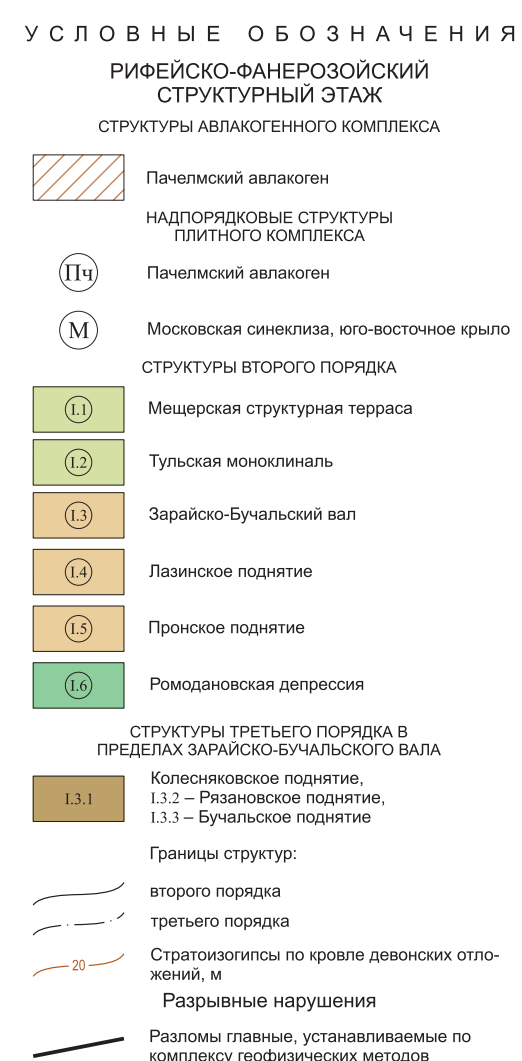 УСЛОВНЫЕ ОБОЗНАЧЕНИЯ
РИФЕЙСКО-ФАНЕРОЗОЙСКИЙ
СТРУКТУРНЫЙ ЭТАЖ
СТРУКТУРЫ АВЛАКОГЕННОГО КОМПЛЕКСА
Пачелмский авлакоген
НАДПОРЯДКОВЫЕ СТРУКТУРЫ
ПЛИТНОГО КОМПЛЕКСА
Пч Пачелмский авлакоген
М Московская синеклиза, юго-восточное крыло
СТРУКТУРЫ ВТОРОГО ПОРЯДКА
I.1 Мещерская структурная терраса
I.2 Тульская моноклиналь
I.3 Зарайско-Бучальский вал
I.4 Лазинское поднятие
I.5 Пронское поднятие
I.6 Ромодановская депрессия
СТРУКТУРЫ ТРЕТЬЕГО ПОРЯДКА В
ПРЕДЕЛАХ ЗАРАЙСКО-БУЧАЛЬСКОГО ВАЛА
I.3.1 Колесняковское поднятие,
I.3.2 – Рязановское поднятие,
I.3.3 – Бучальское поднятие
Границы структур:
второго порядка
третьего порядка
20 Стратоизогипсы по кровле девонских отло-
жений, м
Разрывные нарушения
Разломы главные, устанавливаемые по
комплексу геофизических методов